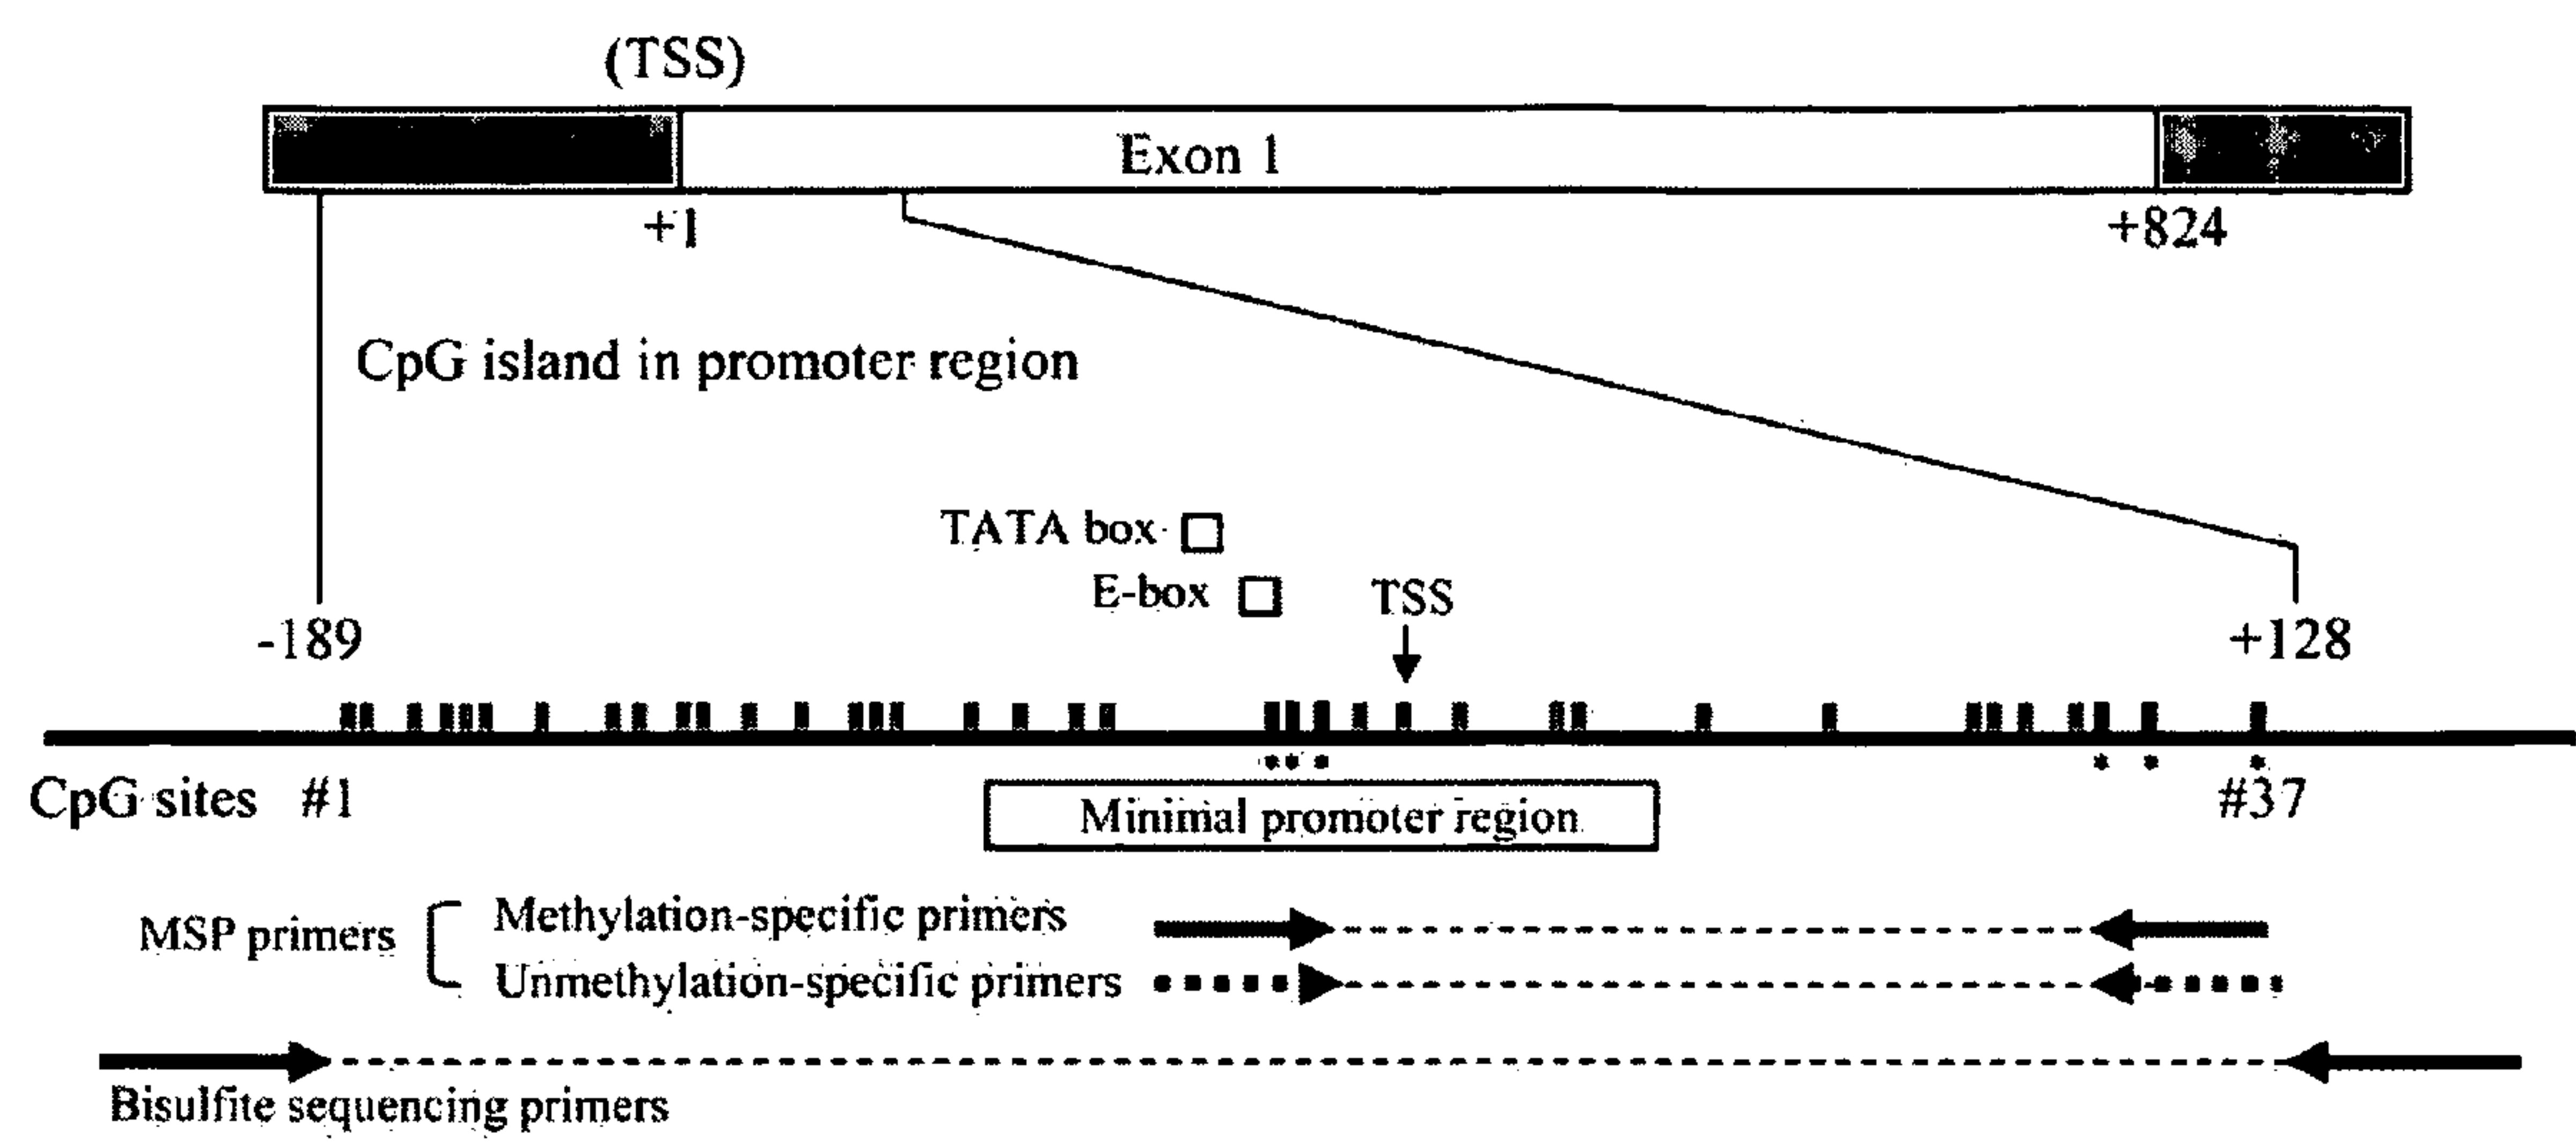 (TSS)
Exon 1
+1
+824
CpG island in promoter region
TATA box
E-box
TSS
-189
+128
* * *
* * *
CpG sites #1
#37
Minimal promoter region
MSP primers
Methylation-specific primers
Unmethylation-specific primers
Bisulfite sequencing primers